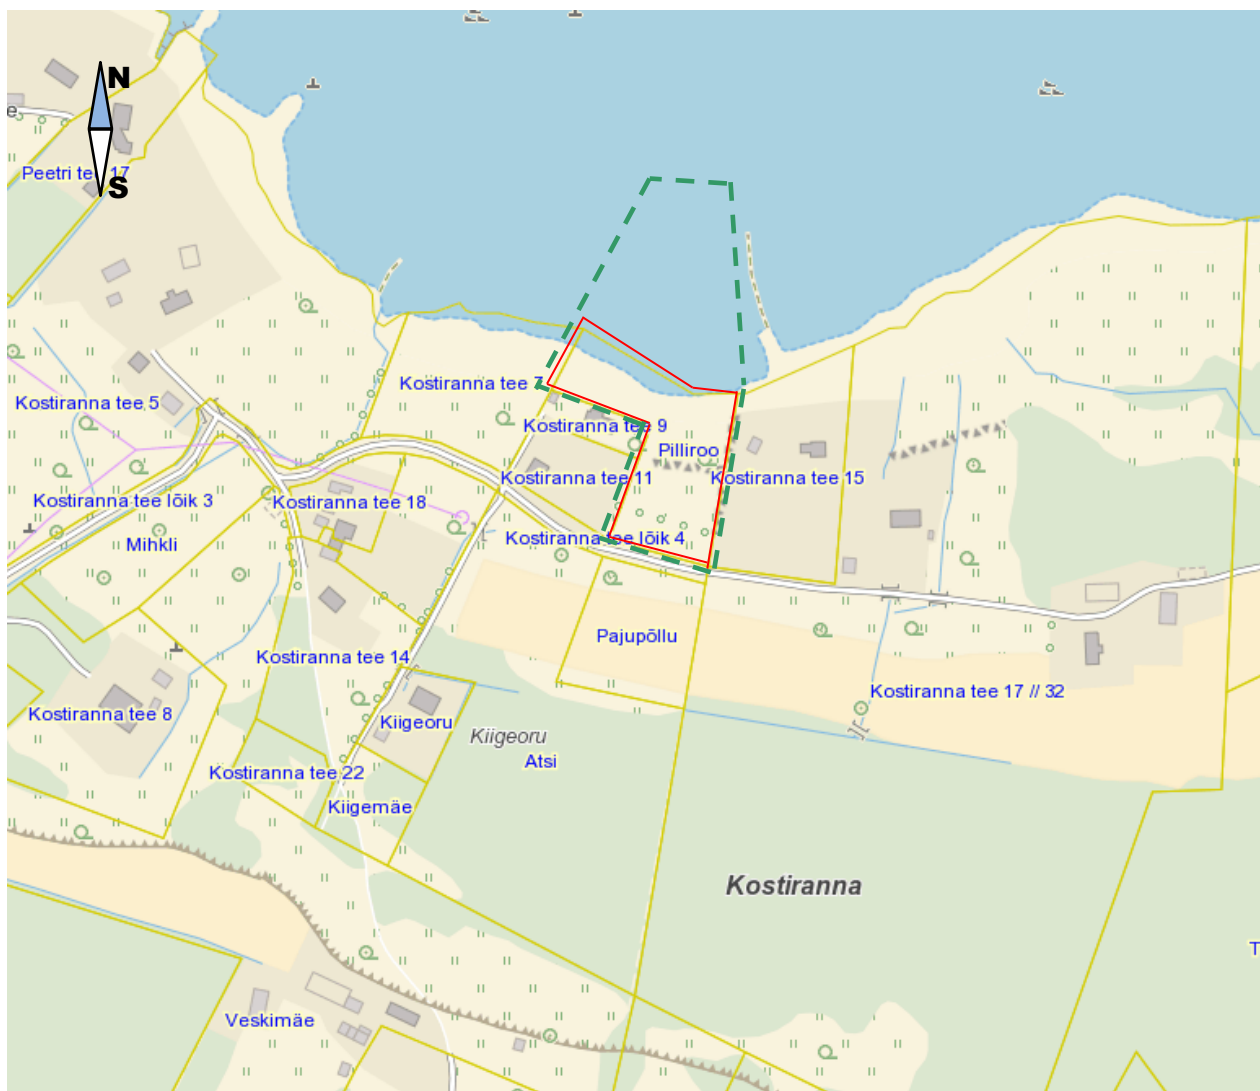 N
Peetri tee 17
S
Kostiranna tee 7
Kostiranna tee 5
Kostiranna tee 9
Pilliroo
Kostiranna tee 11
Kostiranna tee 15
Kostiranna tee lõik 3
Kostiranna tee 18
Kostiranna tee lõik 4
Mihkli
Pajupõllu
Kostiranna tee 14
Kostiranna tee 17 // 32
Kostiranna tee 8
Kiigeoru
Kiigeoru
Atsi
Kostiranna tee 22
Kiigemäe
Kostiranna
Veskimäe